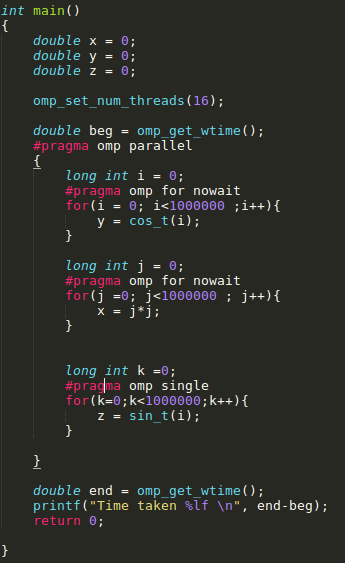 int main()
{
    double x = 0;
    double y = 0;
    double z = 0;

    omp_set_num_threads(16);

    double beg = omp_get_wtime();
    #pragma omp parallel
    {
        long int i = 0;
        #pragma omp for nowait
        for(i = 0; i<1000000 ;i++){
            y = cos_t(i);
        }

        long int j = 0;
        #pragma omp for nowait
        for(j =0; j<1000000 ; j++){
            x = j*j;
        }


        long int k =0;
        #pragma omp single
        for(k=0;k<1000000;k++){
            z = sin_t(i);
        }

    }

    double end = omp_get_wtime();
    printf("Time taken %lf \n", end-beg);
    return 0;

}